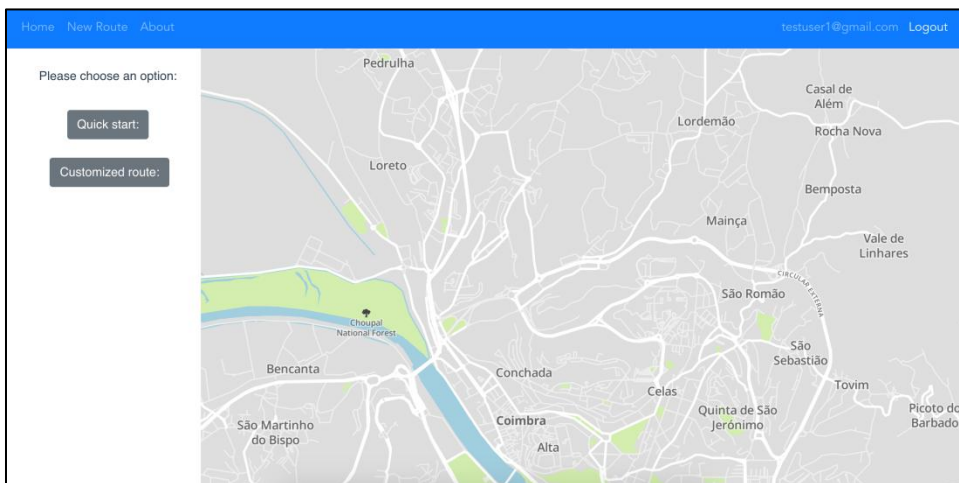 Home New Route About
testuser1@gmail.com Logout
Please choose an option:
Quick start:
Customized route:
Pedrulha
Casal de
Além
Lordemão
Rocha Nova
Loreto
Bemposta
Mainça
Vale de
Linhares
CIRCULAR EXTERNA
São Romão
Choupal
National Forest
São
Sebastião
Bencanta
Conchada
Celas
Tovim
Quinta de São
Jerónimo
Picoto do
Barbado
São Martinho
do Bispo
Coimbra
Alta